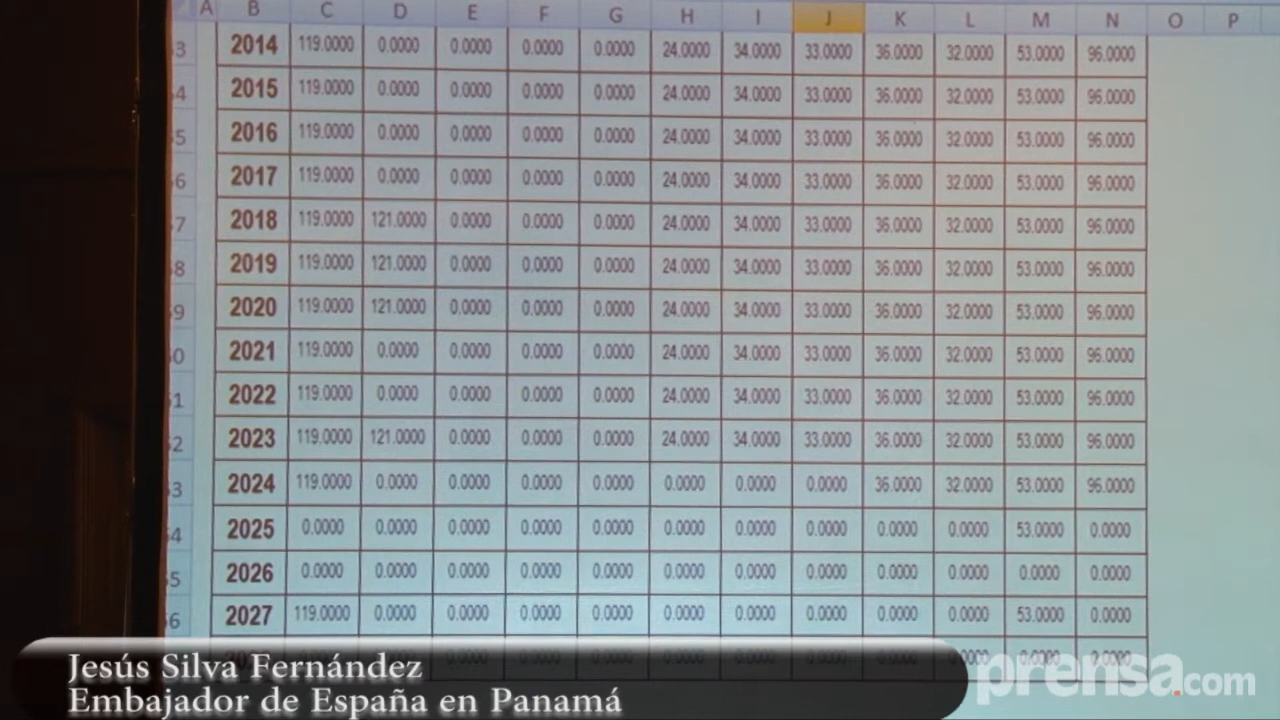 A B C D E F G H I J K L M N O P
3 2014 119.0000 0.0000 0.0000 0.0000 0.0000 24.0000 34.0000 33.0000 36.0000 32.0000 53.0000 96.0000
4 2015 119.0000 0.0000 0.0000 0.0000 0.0000 24.0000 34.0000 33.0000 36.0000 32.0000 53.0000 96.0000
5 2016 119.0000 0.0000 0.0000 0.0000 0.0000 24.0000 34.0000 33.0000 36.0000 32.0000 53.0000 96.0000
6 2017 119.0000 0.0000 0.0000 0.0000 0.0000 24.0000 34.0000 33.0000 36.0000 32.0000 53.0000 96.0000
7 2018 119.0000 121.0000 0.0000 0.0000 0.0000 24.0000 34.0000 33.0000 36.0000 32.0000 53.0000 96.0000
8 2019 119.0000 121.0000 0.0000 0.0000 0.0000 24.0000 34.0000 33.0000 36.0000 32.0000 53.0000 96.0000
9 2020 119.0000 121.0000 0.0000 0.0000 0.0000 24.0000 34.0000 33.0000 36.0000 32.0000 53.0000 96.0000
0 2021 119.0000 0.0000 0.0000 0.0000 0.0000 24.0000 34.0000 33.0000 36.0000 32.0000 53.0000 96.0000
1 2022 119.0000 0.0000 0.0000 0.0000 0.0000 24.0000 34.0000 33.0000 36.0000 32.0000 53.0000 96.0000
2 2023 119.0000 121.0000 0.0000 0.0000 0.0000 24.0000 34.0000 33.0000 36.0000 32.0000 53.0000 96.0000
3 2024 119.0000 0.0000 0.0000 0.0000 0.0000 0.0000 0.0000 0.0000 36.0000 32.0000 53.0000 96.0000
4 2025 0.0000 0.0000 0.0000 0.0000 0.0000 0.0000 0.0000 0.0000 0.0000 0.0000 53.0000 0.0000
5 2026 0.0000 0.0000 0.0000 0.0000 0.0000 0.0000 0.0000 0.0000 0.0000 0.0000 0.0000 0.0000
6 2027 119.0000 0.0000 0.0000 0.0000 0.0000 0.0000 0.0000 0.0000 0.0000 0.0000 53.0000 0.0000
Jesús Silva Fernández
Embajador de España en Panamá
prensa.com